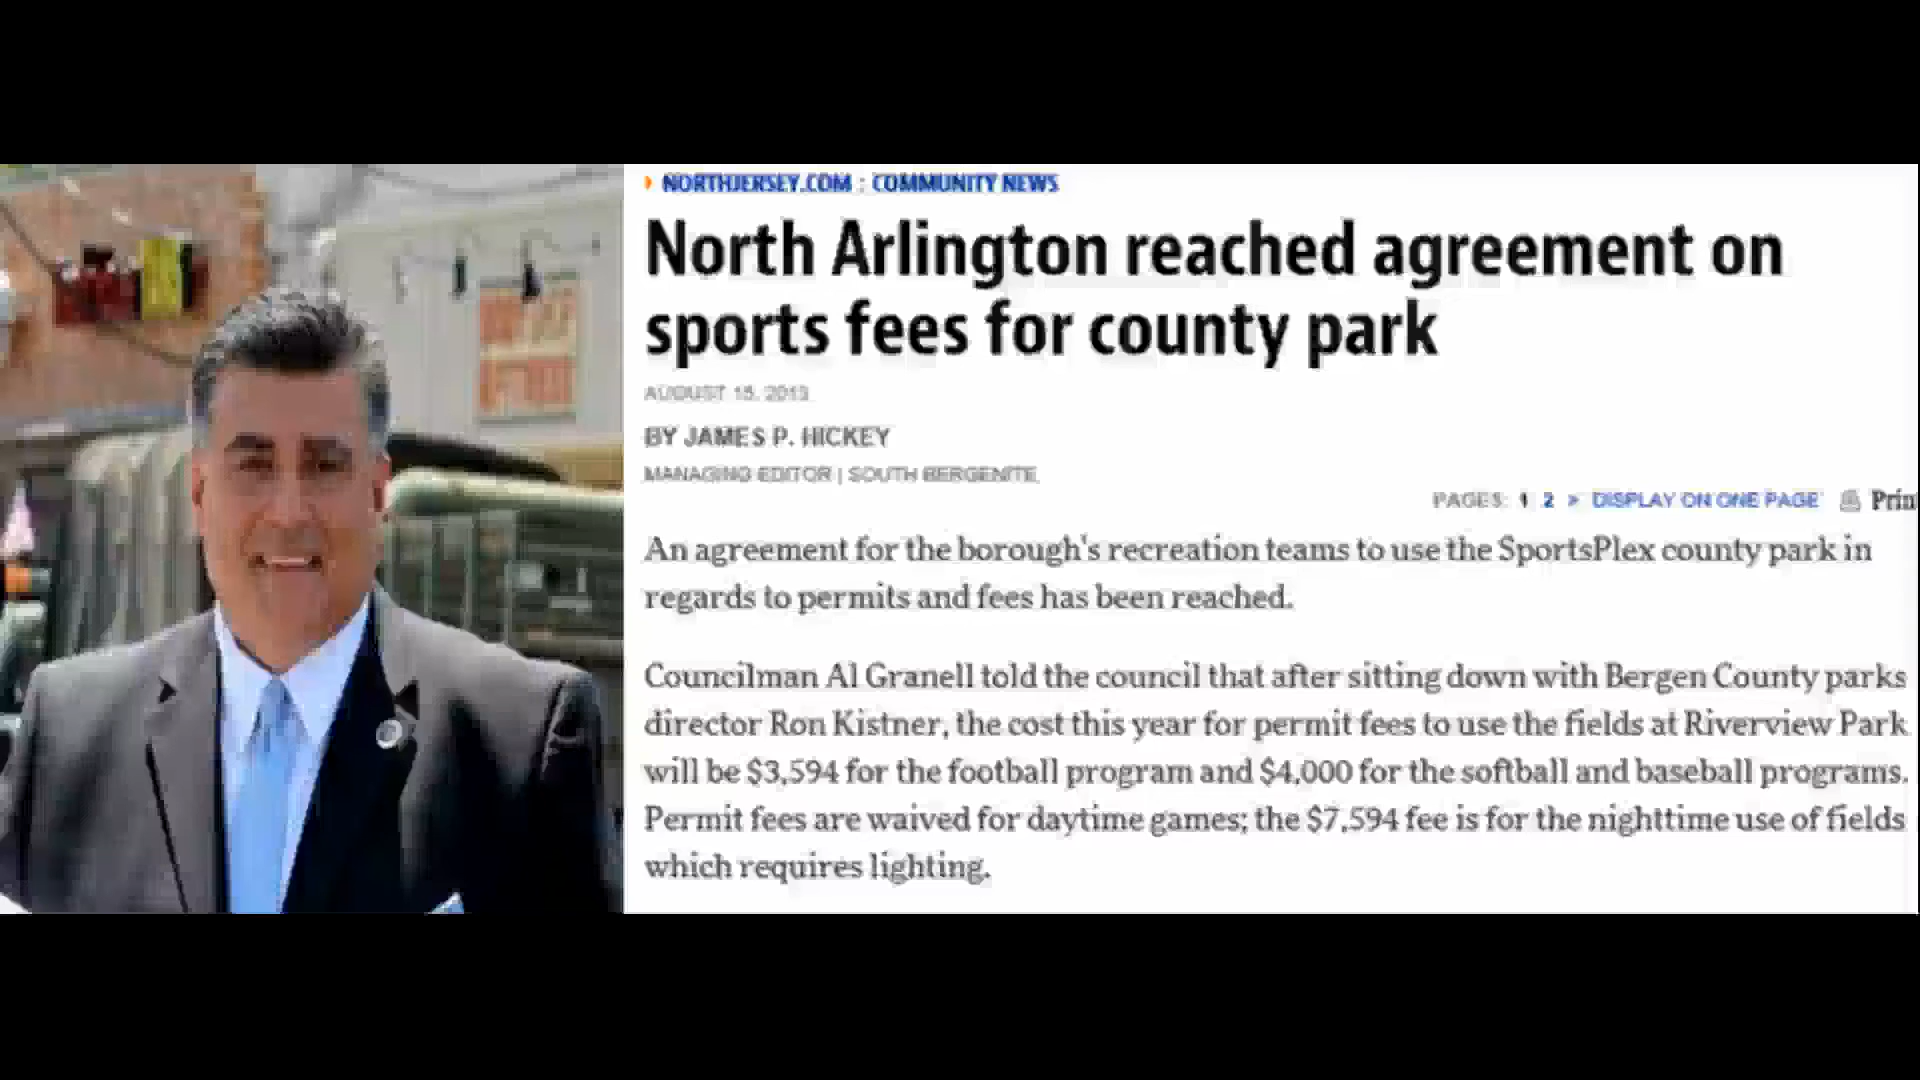 NORTHJERSEY.COM : COMMUNITY NEWS
North Arlington reached agreement on
sports fees for county park
AUGUST 15, 2013
BY JAMES P. HICKEY
MANAGING EDITOR | SOUTH BERGENITE
PAGES: 1 2 > DISPLAY ON ONE PAGE Prin
An agreement for the borough's recreation teams to use the SportsPlex county park in
regards to permits and fees has been reached.
Councilman Al Granell told the council that after sitting down with Bergen County parks
director Ron Kistner, the cost this year for permit fees to use the fields at Riverview Park
will be $3,594 for the football program and $4,000 for the softball and baseball programs.
Permit fees are waived for daytime games; the $7,594 fee is for the nighttime use of fields
which requires lighting.